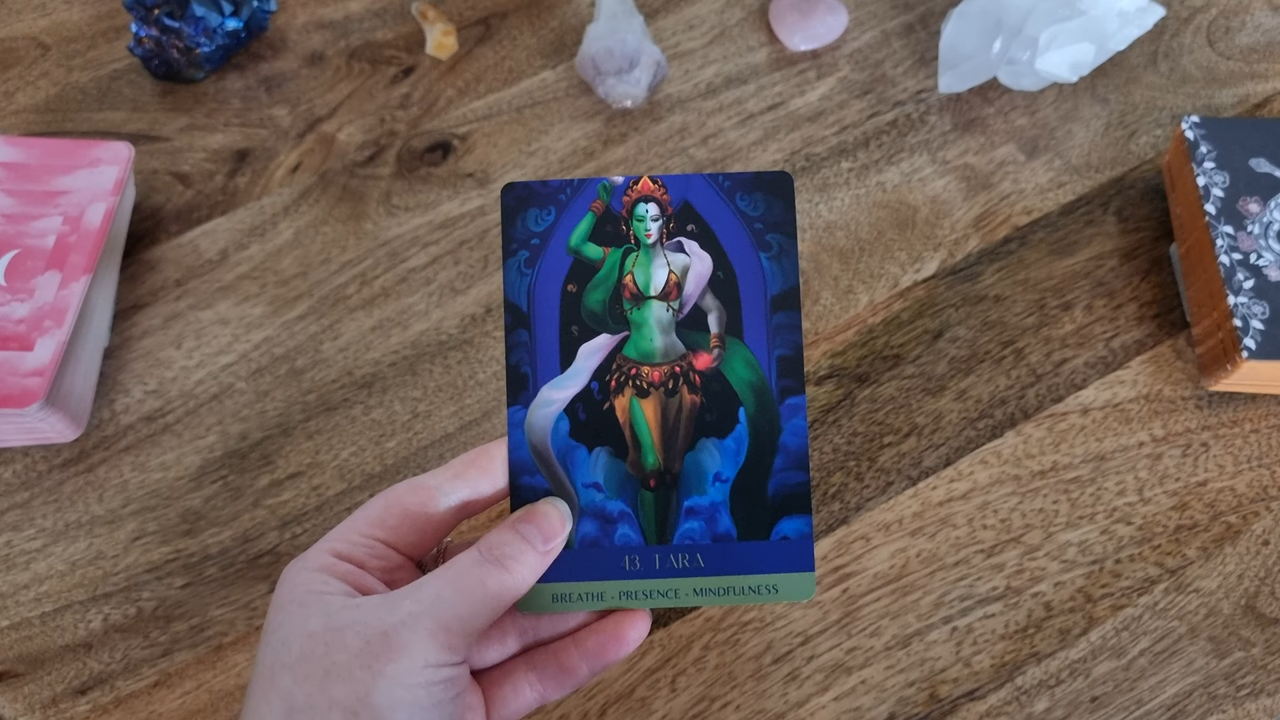 43. TARA
BREATHE • PRESENCE • MINDFULNESS